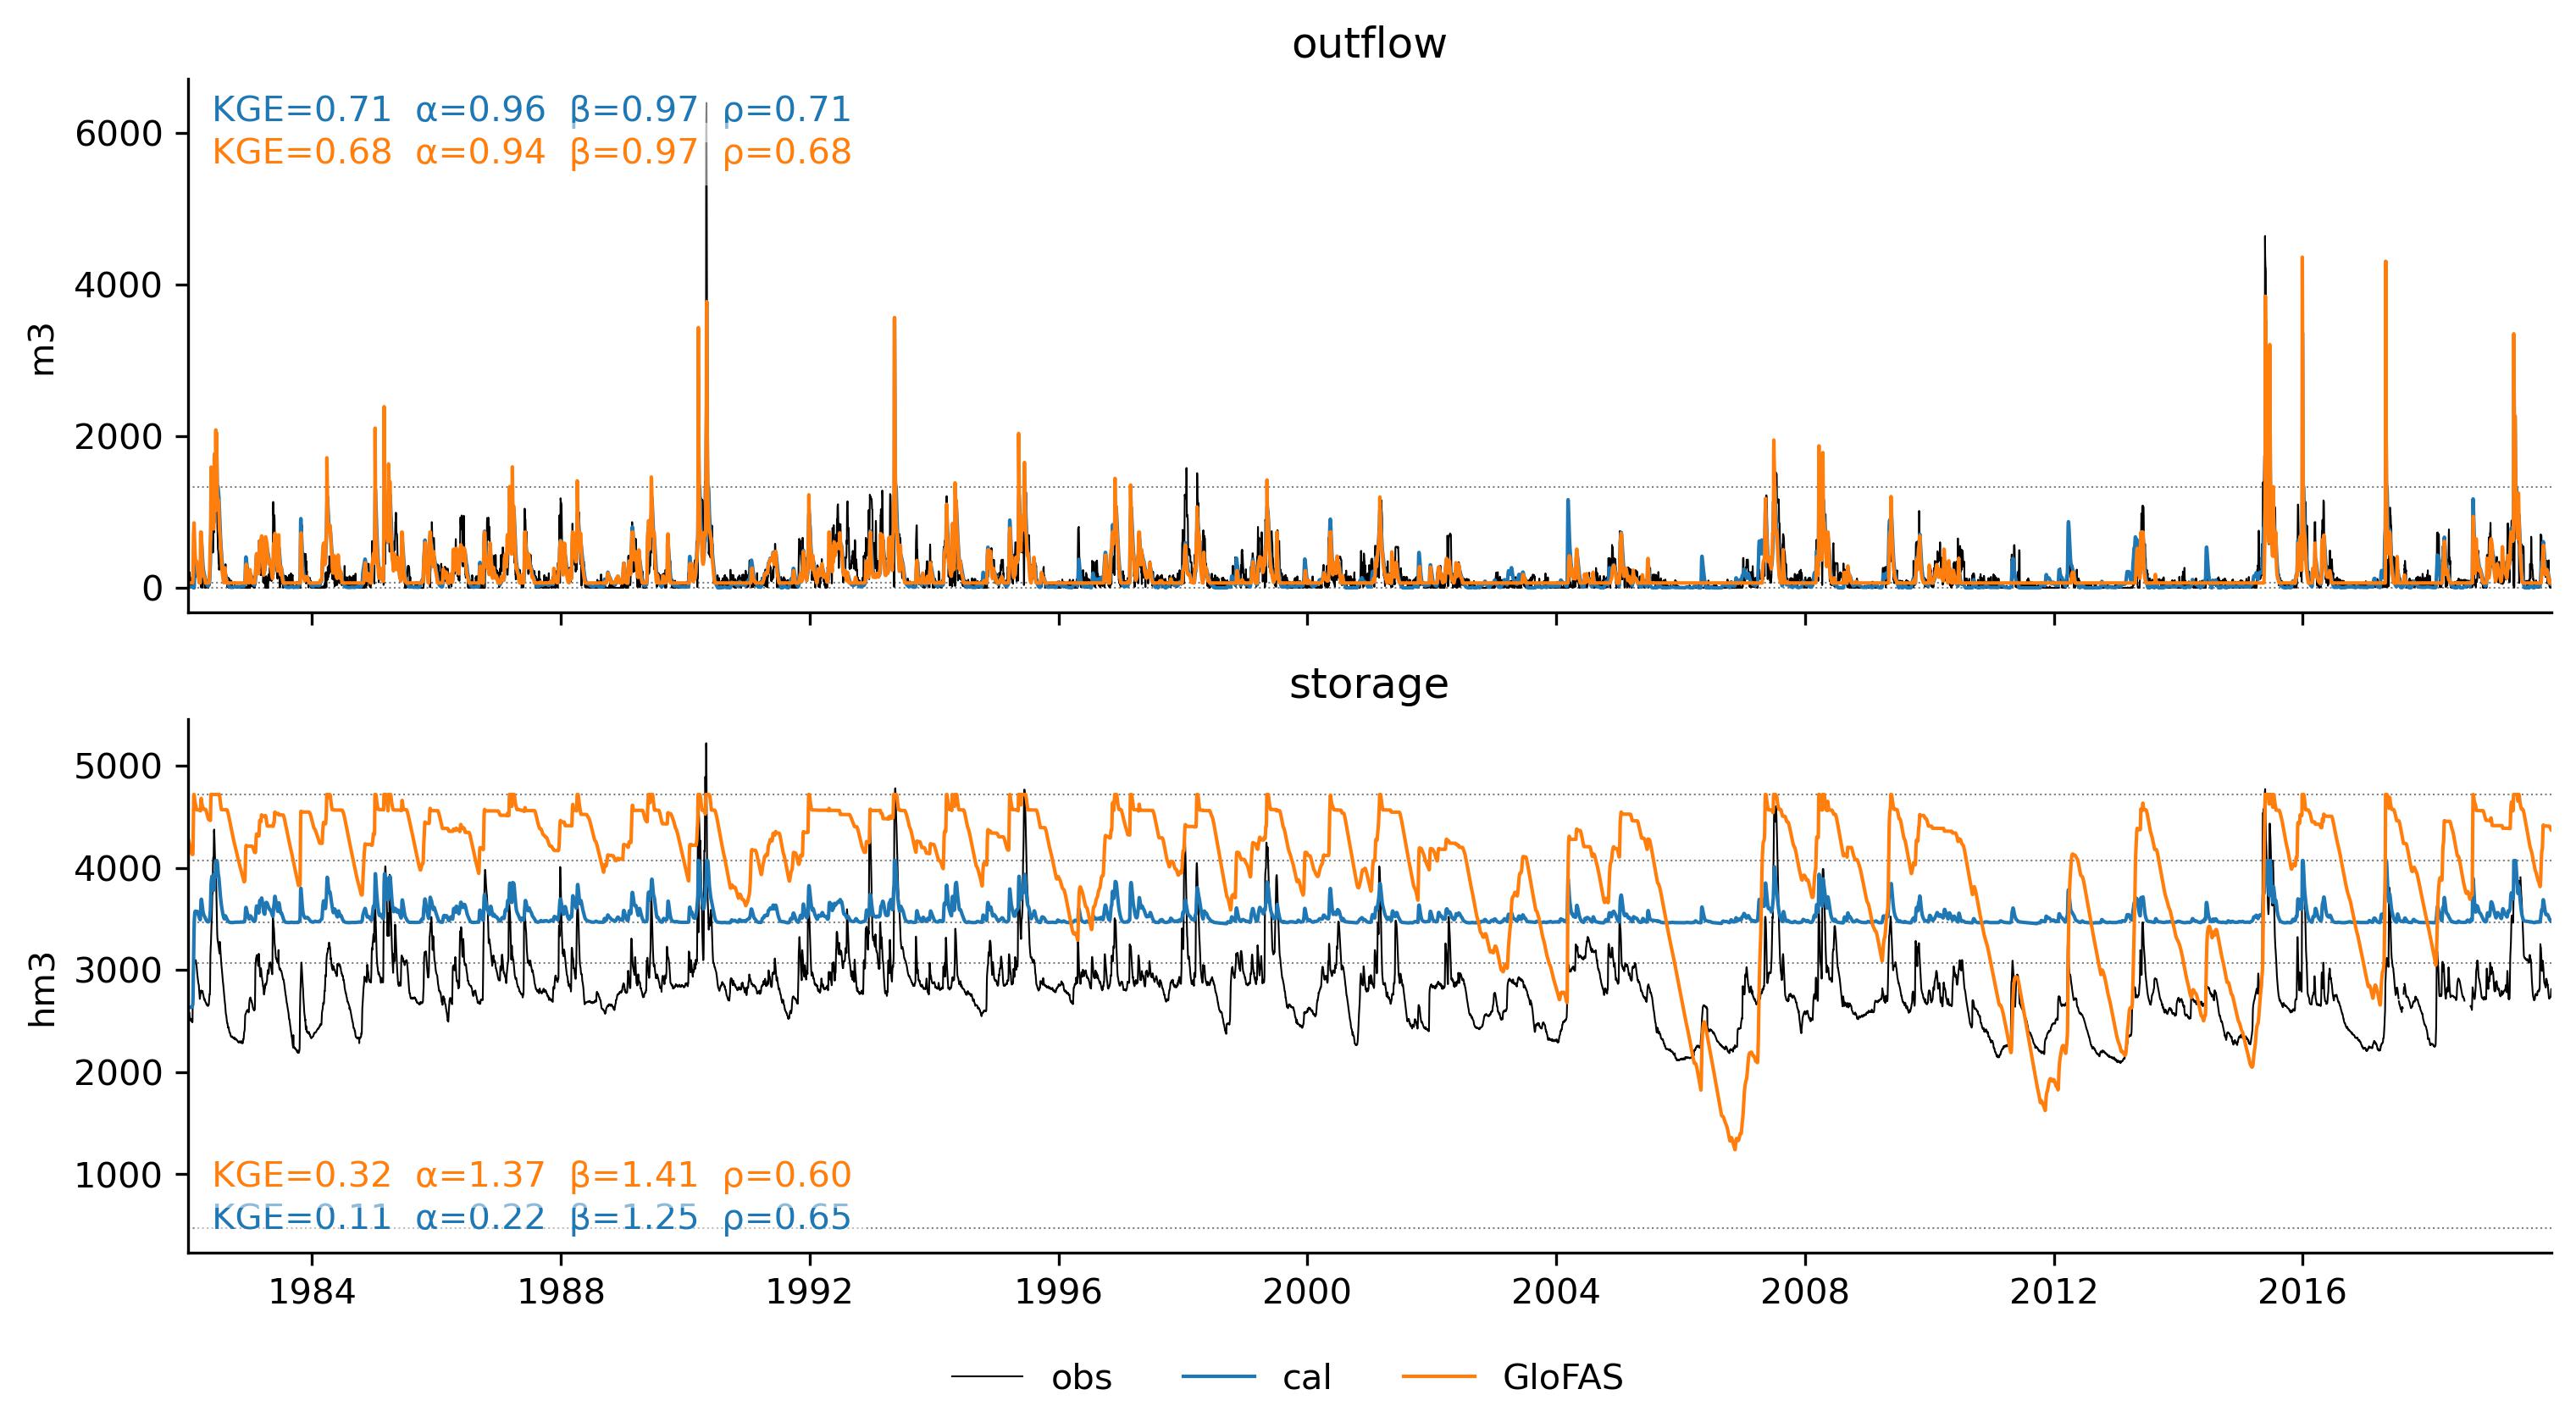 outflow
KGE=0.71 α=0.96 β=0.97 ρ=0.71
KGE=0.68 α=0.94 β=0.97 ρ=0.68
6000
4000
2000
0
m3
storage
5000
4000
3000
2000
1000
hm3
KGE=0.32 α=1.37 β=1.41 ρ=0.60
KGE=0.11 α=0.22 β=1.25 ρ=0.65
1984 1988 1992 1996 2000 2004 2008 2012 2016
obs cal GloFAS